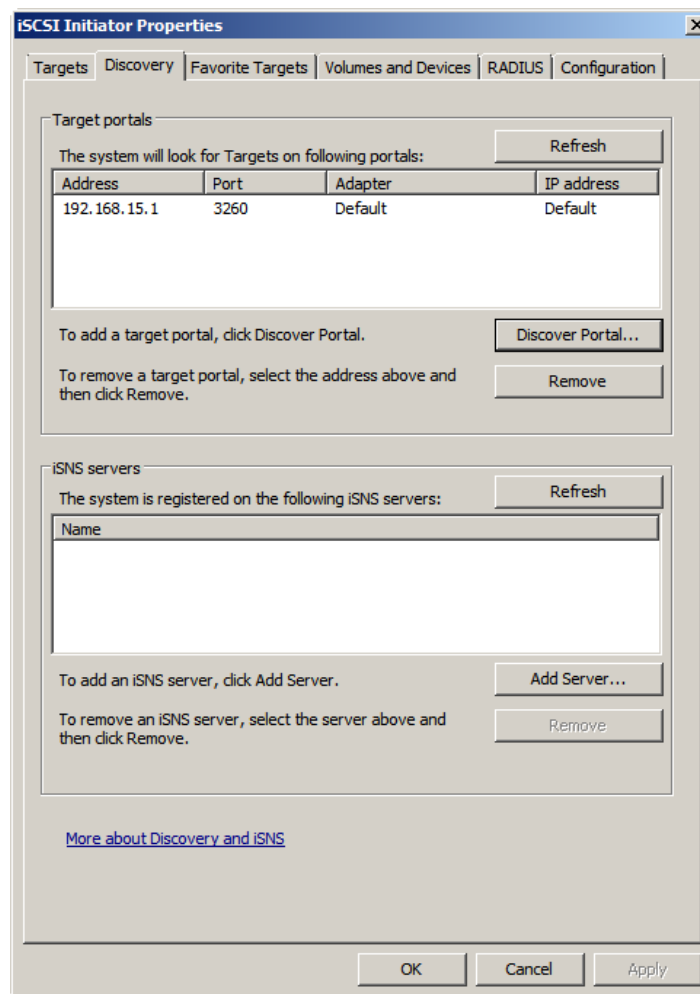 iSCSI Initiator Properties
Targets Discovery Favorite Targets Volumes and Devices RADIUS Configuration
Target portals
The system will look for Targets on following portals:
Refresh
Address Port Adapter IP address
192.168.15.1 3260 Default Default
To add a target portal, click Discover Portal.
Discover Portal...
To remove a target portal, select the address above and
then click Remove.
Remove
iSNS servers
The system is registered on the following iSNS servers:
Refresh
Name
To add an iSNS server, click Add Server.
Add Server...
To remove an iSNS server, select the server above and
then click Remove.
Remove
More about Discovery and iSNS
OK Cancel Apply